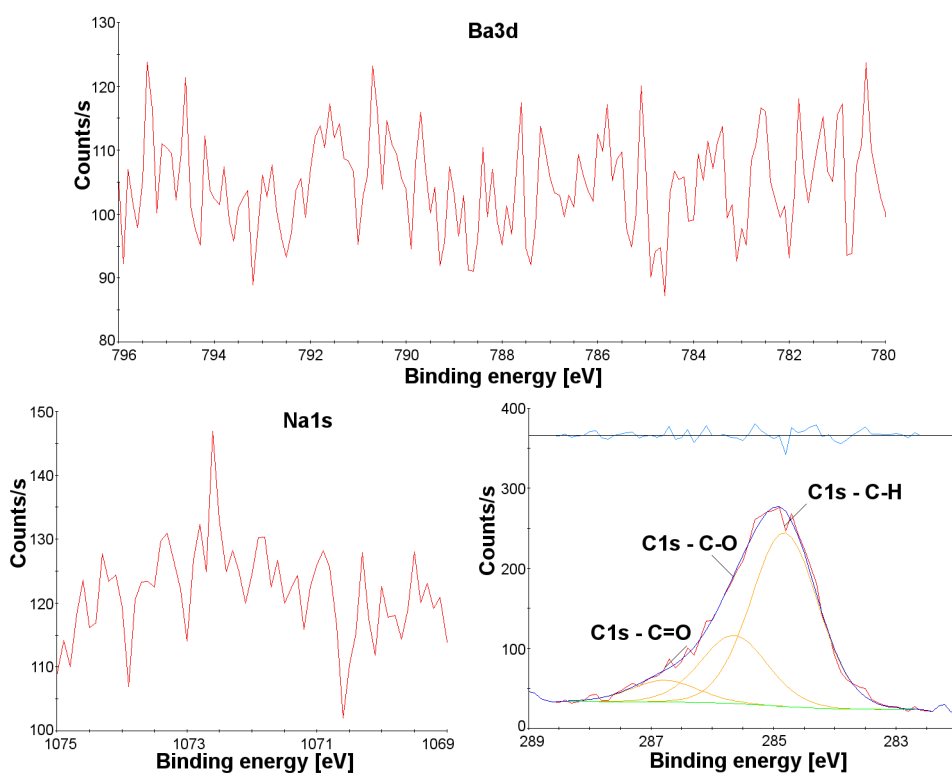 Ba3d
130
120
110
100
90
80
Counts/s
796 794 792 790 788 786 784 782 780
Binding energy [eV]
Na1s
150
140
130
120
110
100
Counts/s
1075 1073 1071 1069
Binding energy [eV]
400
300
200
100
0
Counts/s
C1s - C-H
C1s - C-O
C1s - C=O
289 287 285 283
Binding energy [eV]